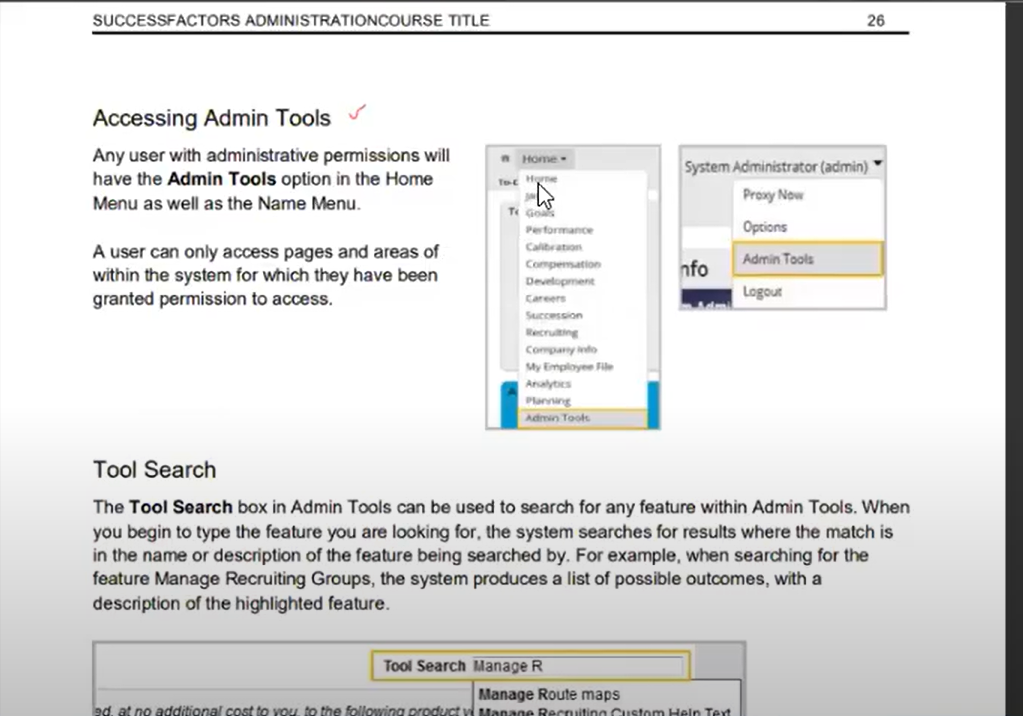 SUCCESSFACTORS ADMINISTRATIONCOURSE TITLE 26
Accessing Admin Tools
Any user with administrative permissions will
have the Admin Tools option in the Home
Menu as well as the Name Menu.
A user can only access pages and areas of
within the system for which they have been
granted permission to access.
Home
Home
Goals
Performance
Calibration
Compensation
Development
Careers
Succession
Recruiting
Company Info
My Employee File
Analytics
Planning
Admin Tools
System Administrator (admin)
Proxy Now
Options
Admin Tools
Logout
Tool Search
The Tool Search box in Admin Tools can be used to search for any feature within Admin Tools. When
you begin to type the feature you are looking for, the system searches for results where the match is
in the name or description of the feature being searched by. For example, when searching for the
feature Manage Recruiting Groups, the system produces a list of possible outcomes, with a
description of the highlighted feature.
Tool Search Manage R
Manage Route maps
ed, at no additional cost to you, to the following product
Manage Recruiting Custom Help Text